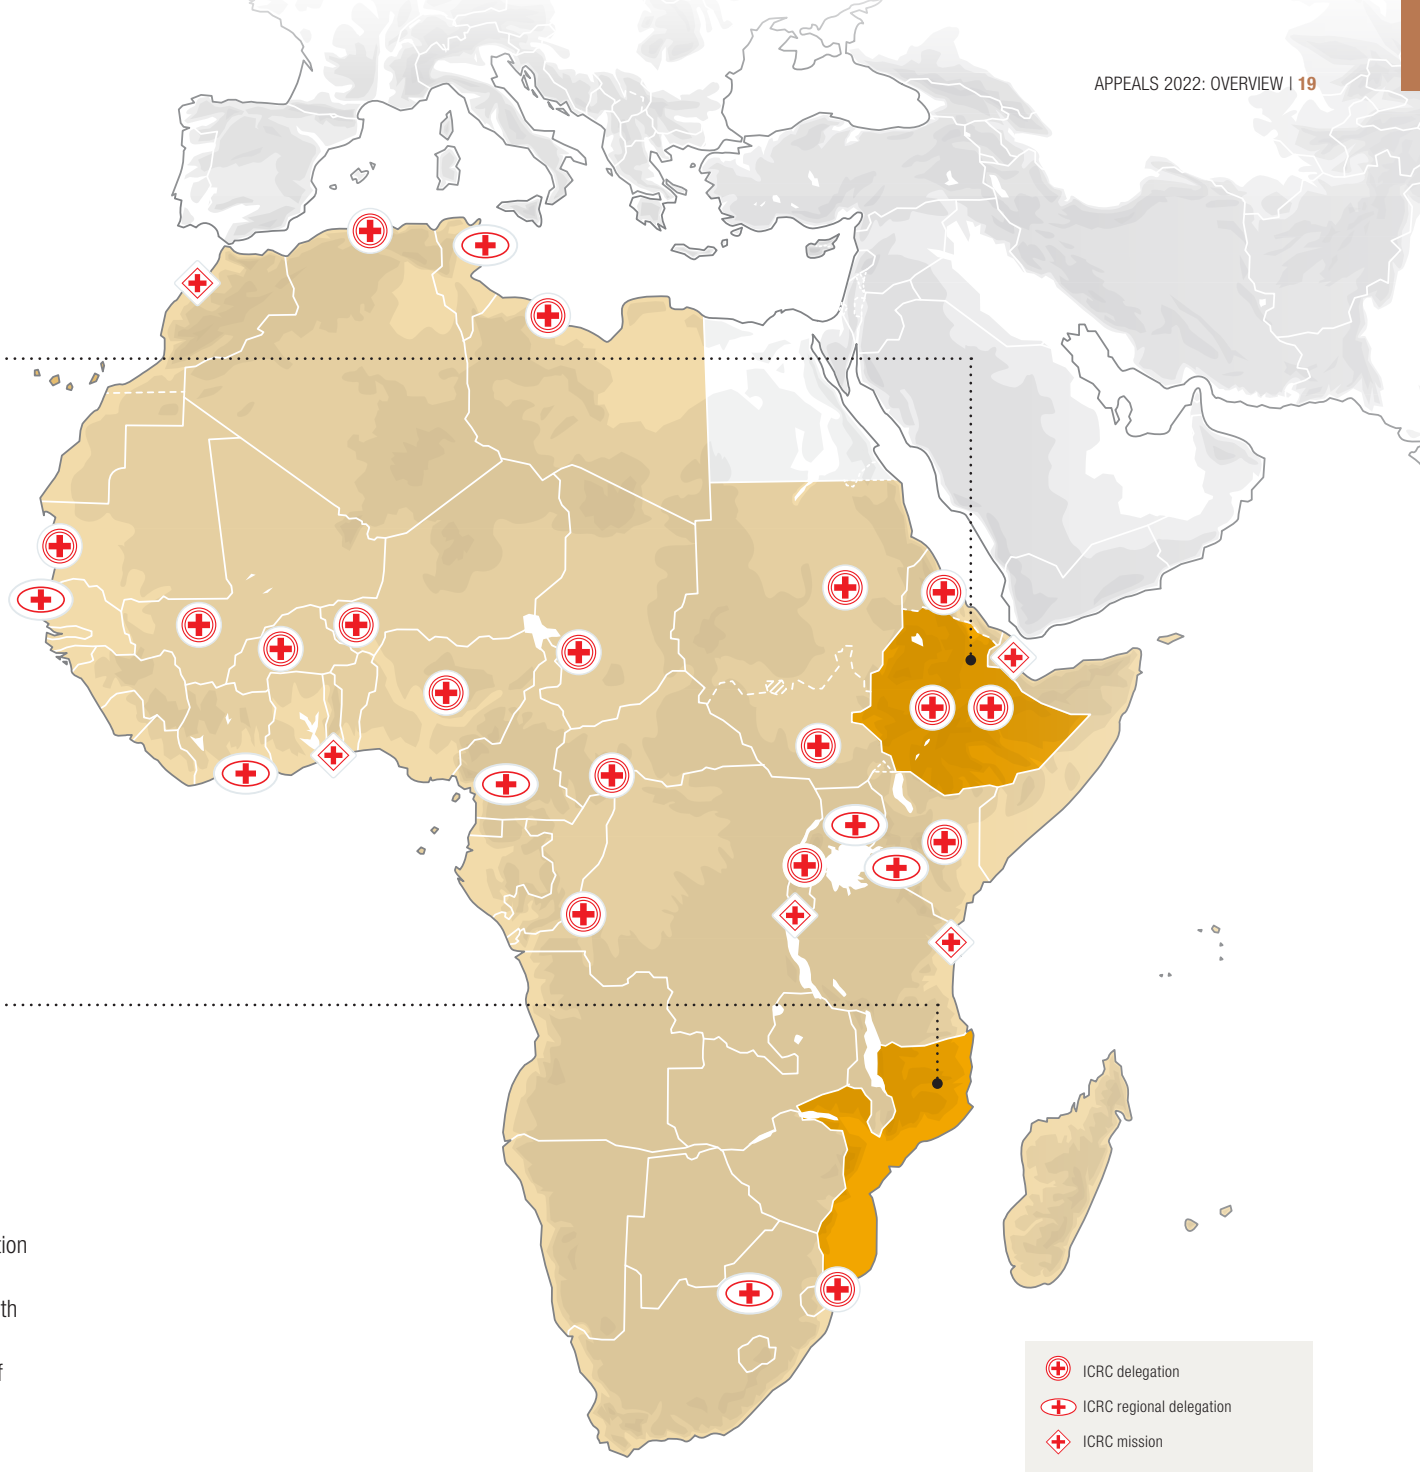 APPEALS 2022: OVERVIEW | 19
tion
th
f
ICRC delegation
ICRC regional delegation
ICRC mission